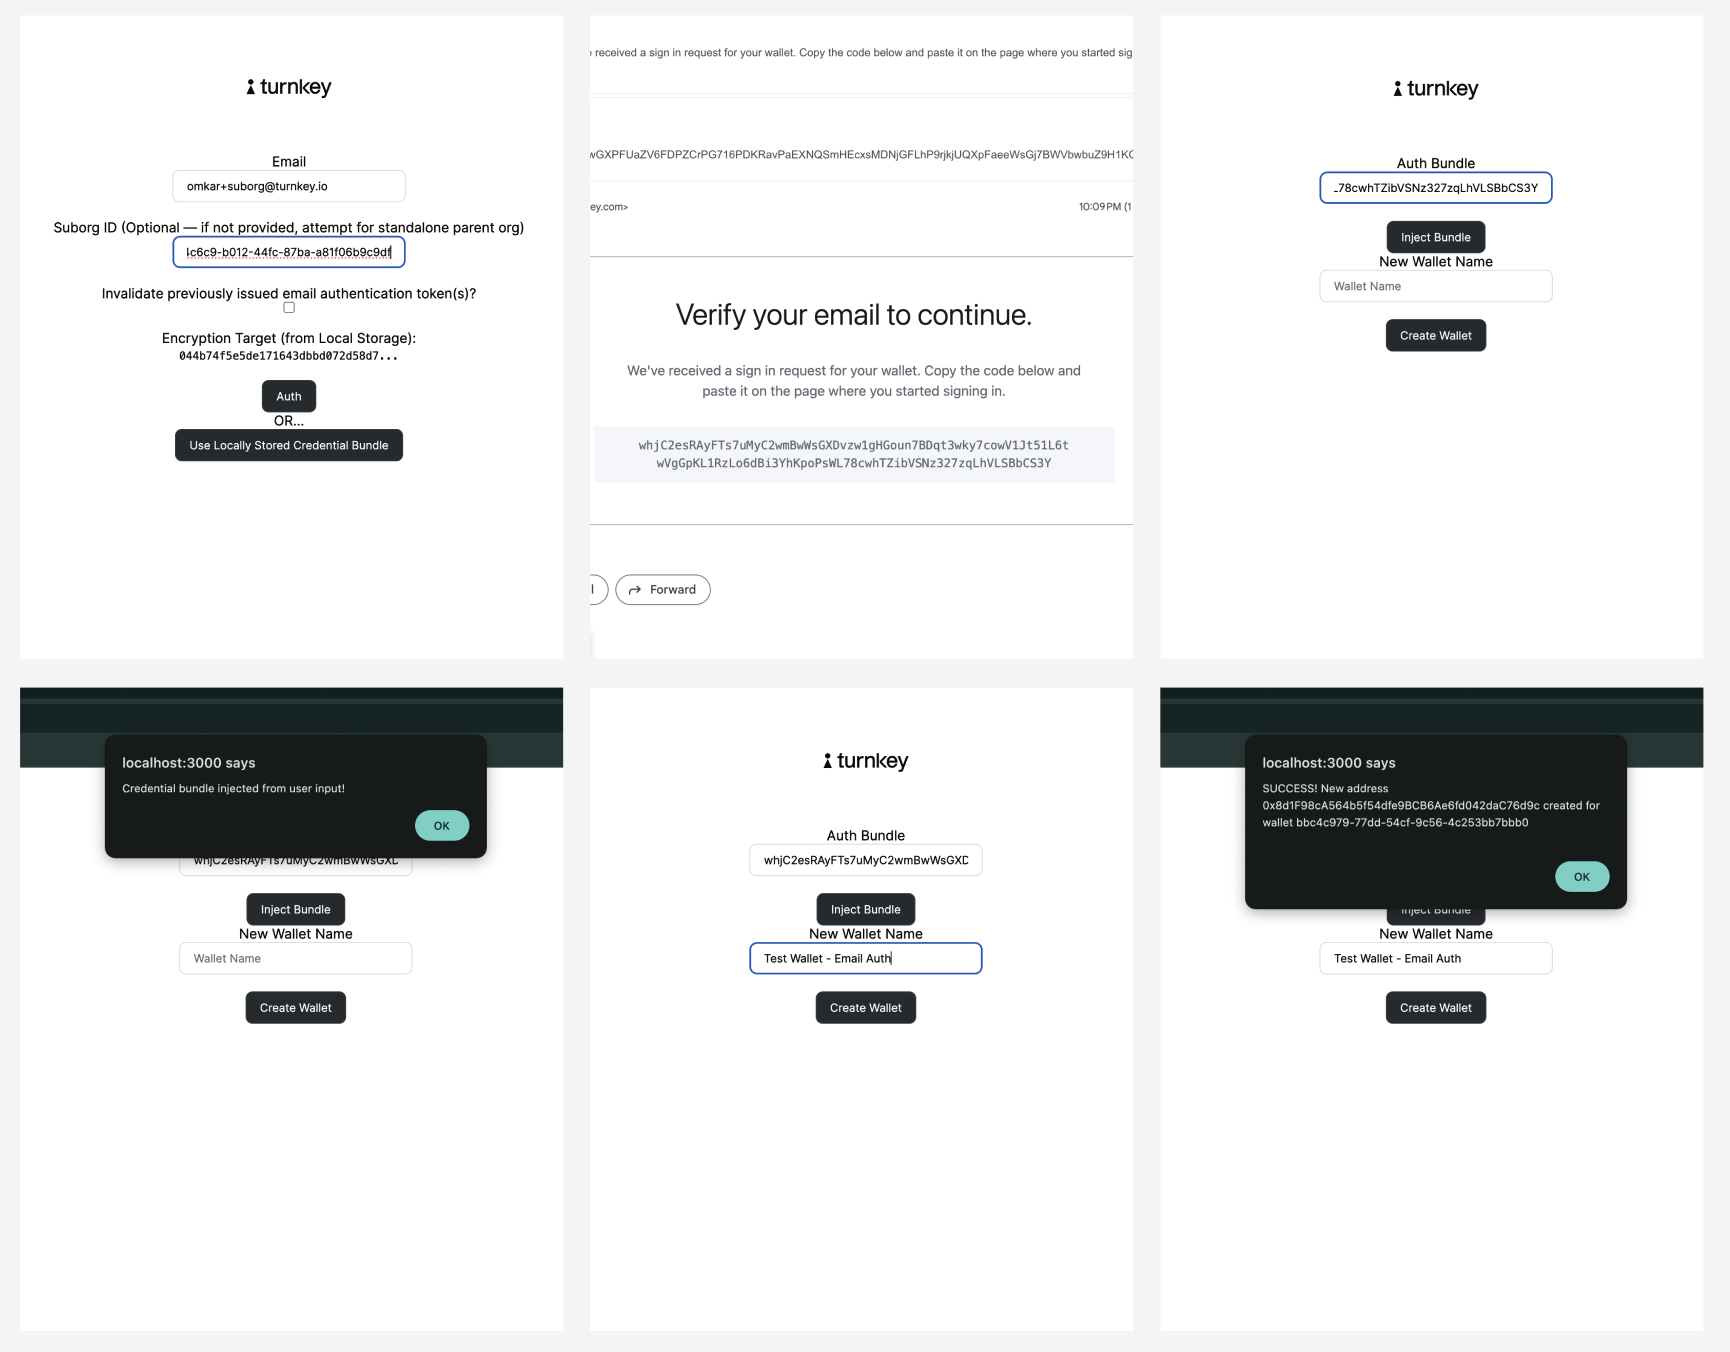 turnkey
Email
omkar+suborg@turnkey.io
Suborg ID (Optional — if not provided, attempt for standalone parent org)
c6c9-b012-44fc-87ba-a81f06b9c9df
Invalidate previously issued email authentication token(s)?
Encryption Target (from Local Storage):
044b74f5e5de171643dbbd072d58d7...
Auth
OR...
Use Locally Stored Credential Bundle
received a sign in request for your wallet. Copy the code below and paste it on the page where you started sig
wGXPFUaZV6FDPZCrPG716PDKRavPaEXNQSmHEcxsMDNjGFLhP9rjkjUQXpFaeeWsGj7BWVbwbuZ9H1K
ey.com>
10:09 PM (1
Verify your email to continue.
We've received a sign in request for your wallet. Copy the code below and
paste it on the page where you started signing in.
whjC2esRAyFTs7uMyC2wmBwWsGXDvzw1gHGoun7BDqt3wky7cowV1Jt51L6t
wVgGpKL1RzLo6dBi3YhKpoPsWL78cwhTZibVSNz327zqLhVLSBbCS3Y
Forward
turnkey
Auth Bundle
L78cwhTZibVSNz327zqLhVLSBbCS3Y
Inject Bundle
New Wallet Name
Wallet Name
Create Wallet
localhost:3000 says
Credential bundle injected from user input!
OK
whjC2esRAyFTs7uMyC2wmBwWsGXD
Inject Bundle
New Wallet Name
Wallet Name
Create Wallet
turnkey
Auth Bundle
whjC2esRAyFTs7uMyC2wmBwWsGXD
Inject Bundle
New Wallet Name
Test Wallet - Email Auth
Create Wallet
localhost:3000 says
SUCCESS! New address
0x8d1F98cA564b5f54dfe9BCB6Ae6fd042daC76d9c created for
wallet bbc4c979-77dd-54cf-9c56-4c253bb7bbb0
OK
Inject Bundle
New Wallet Name
Test Wallet - Email Auth
Create Wallet